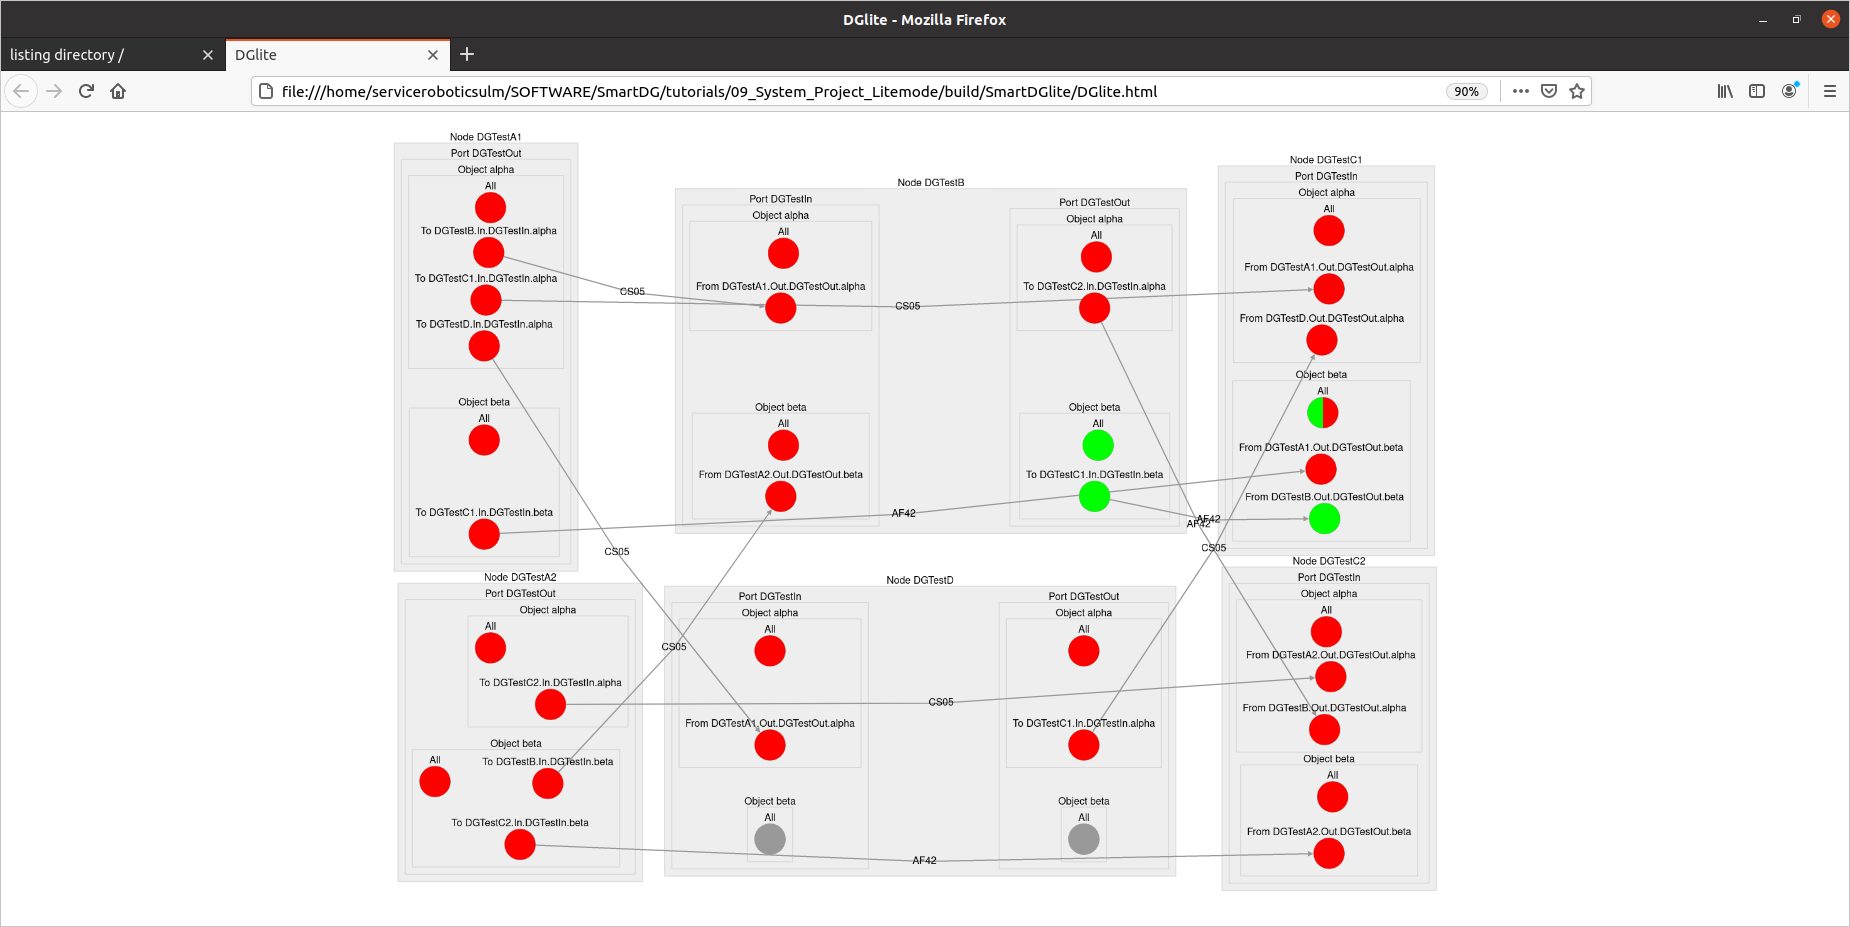 DGlite - Mozilla Firefox
listing directory /
DGlite
file:///home/serviceroboticsulm/SOFTWARE/SmartDG/tutorials/09_System_Project_Litemode/build/SmartDGlite/DGlite.html
90%
Node DGTestA1
Port DGTestOut
Object alpha
All
To DGTestB.In.DGTestIn.alpha
To DGTestC1.In.DGTestIn.alpha
To DGTestD.In.DGTestIn.alpha
Object beta
All
To DGTestC1.In.DGTestIn.beta
Node DGTestA2
Port DGTestOut
Object alpha
All
To DGTestC2.In.DGTestIn.alpha
Object beta
All
To DGTestB.In.DGTestIn.beta
To DGTestC2.In.DGTestIn.beta
CS05
CS05
CS05
CS05
Node DGTestB
Port DGTestIn
Object alpha
All
From DGTestA1.Out.DGTestOut.alpha
Object beta
All
From DGTestA2.Out.DGTestOut.beta
Port DGTestOut
Object alpha
All
To DGTestC2.In.DGTestIn.alpha
Object beta
All
To DGTestC1.In.DGTestIn.beta
AF42
AF42
AF42
CS05
Node DGTestD
Port DGTestIn
Object alpha
All
From DGTestA1.Out.DGTestOut.alpha
Object beta
All
Port DGTestOut
Object alpha
All
To DGTestC1.In.DGTestIn.alpha
Object beta
All
CS05
AF42
Node DGTestC1
Port DGTestIn
Object alpha
All
From DGTestA1.Out.DGTestOut.alpha
From DGTestD.Out.DGTestOut.alpha
Object beta
All
From DGTestA1.Out.DGTestOut.beta
From DGTestB.Out.DGTestOut.beta
Node DGTestC2
Port DGTestIn
Object alpha
All
From DGTestA2.Out.DGTestOut.alpha
From DGTestB.Out.DGTestOut.alpha
Object beta
All
From DGTestA2.Out.DGTestOut.beta